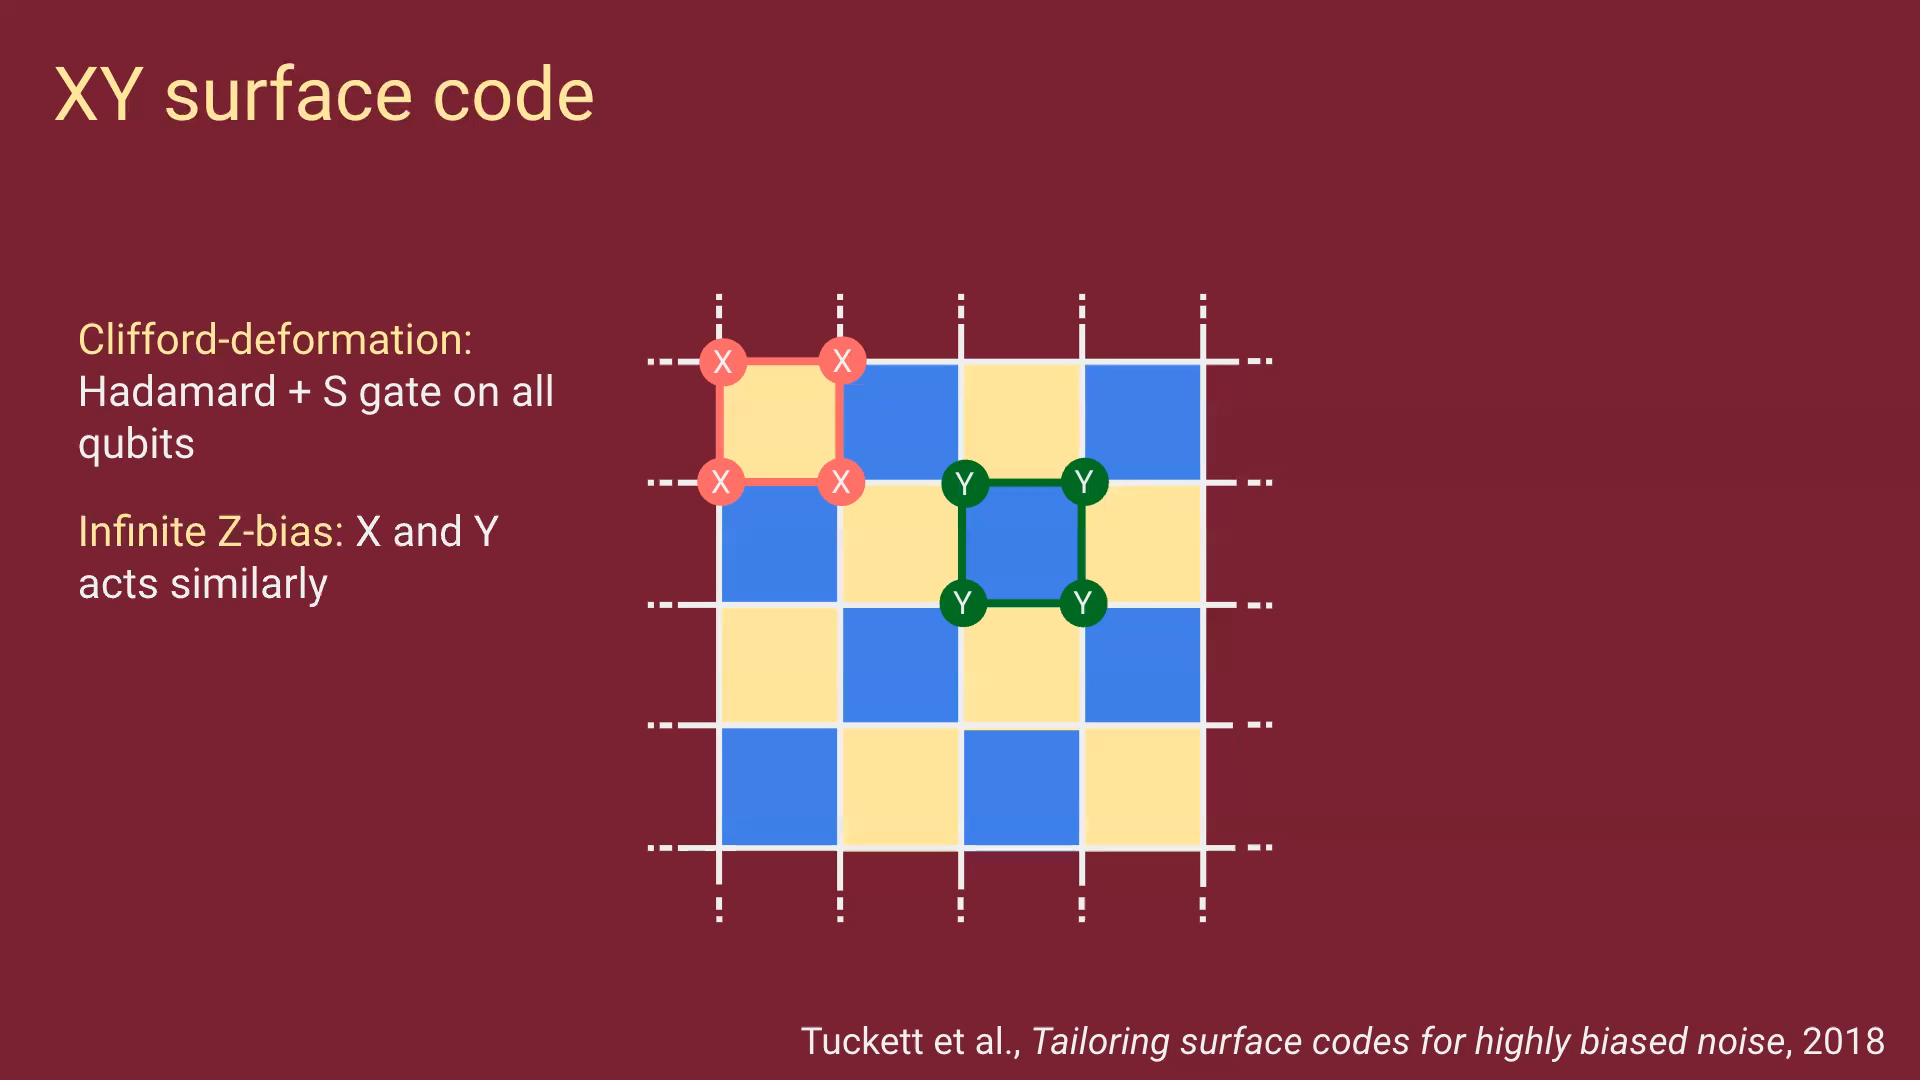 XY surface code
Clifford-deformation:
Hadamard + S gate on all
qubits
Infinite Z-bias: X and Y
acts similarly
X X
X X
Y Y
Y Y
Tuckett et al., Tailoring surface codes for highly biased noise, 2018